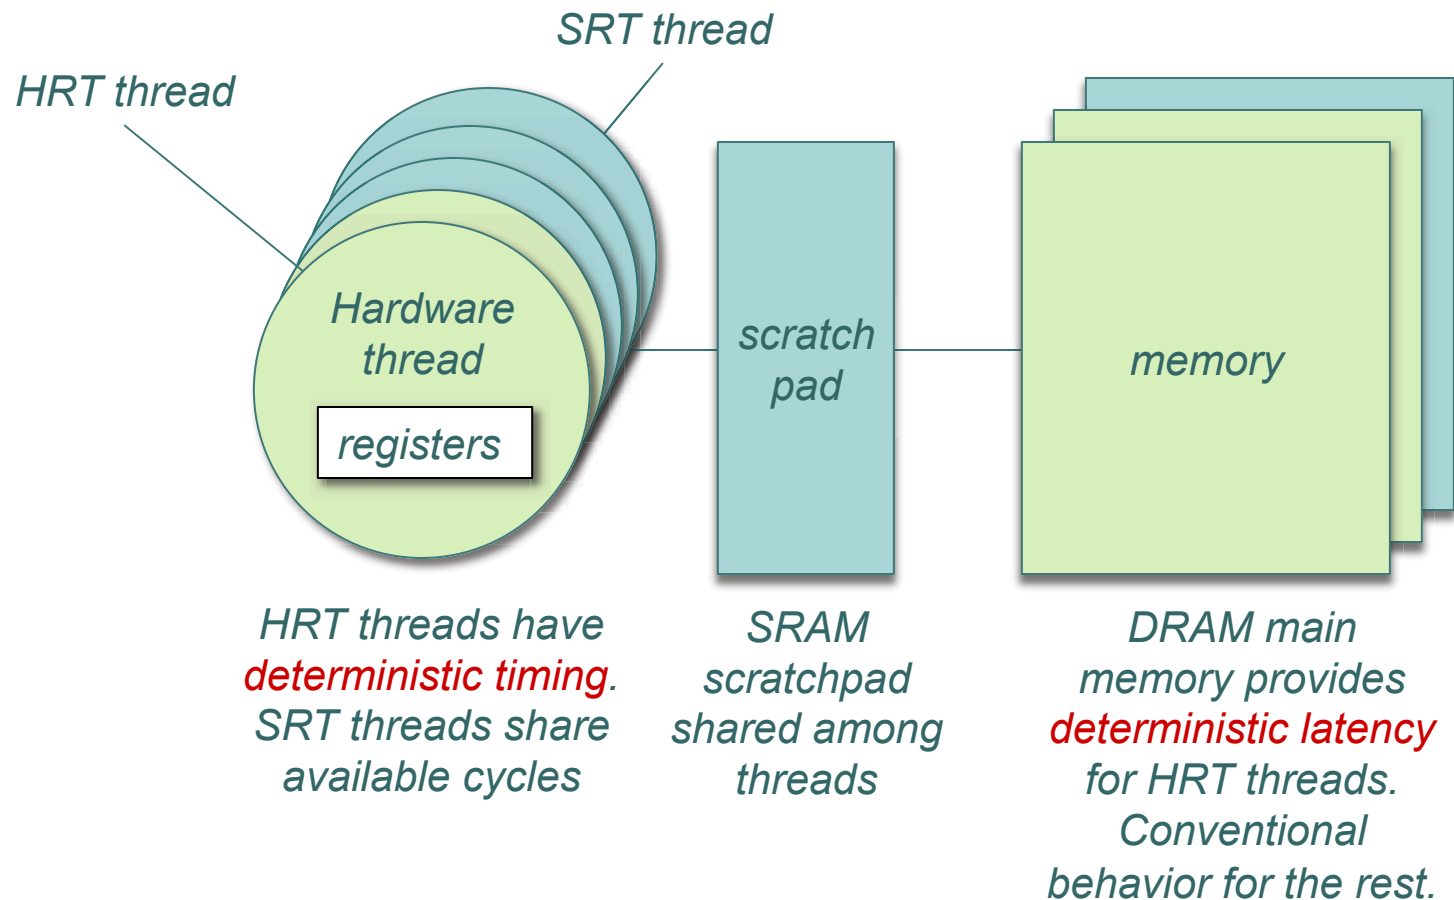 SRT thread
HRT thread
Hardware
thread
registers
scratch
pad
memory
HRT threads have
deterministic timing.
SRT threads share
available cycles
SRAM
scratchpad
shared among
threads
DRAM main
memory provides
deterministic latency
for HRT threads.
Conventional
behavior for the rest.